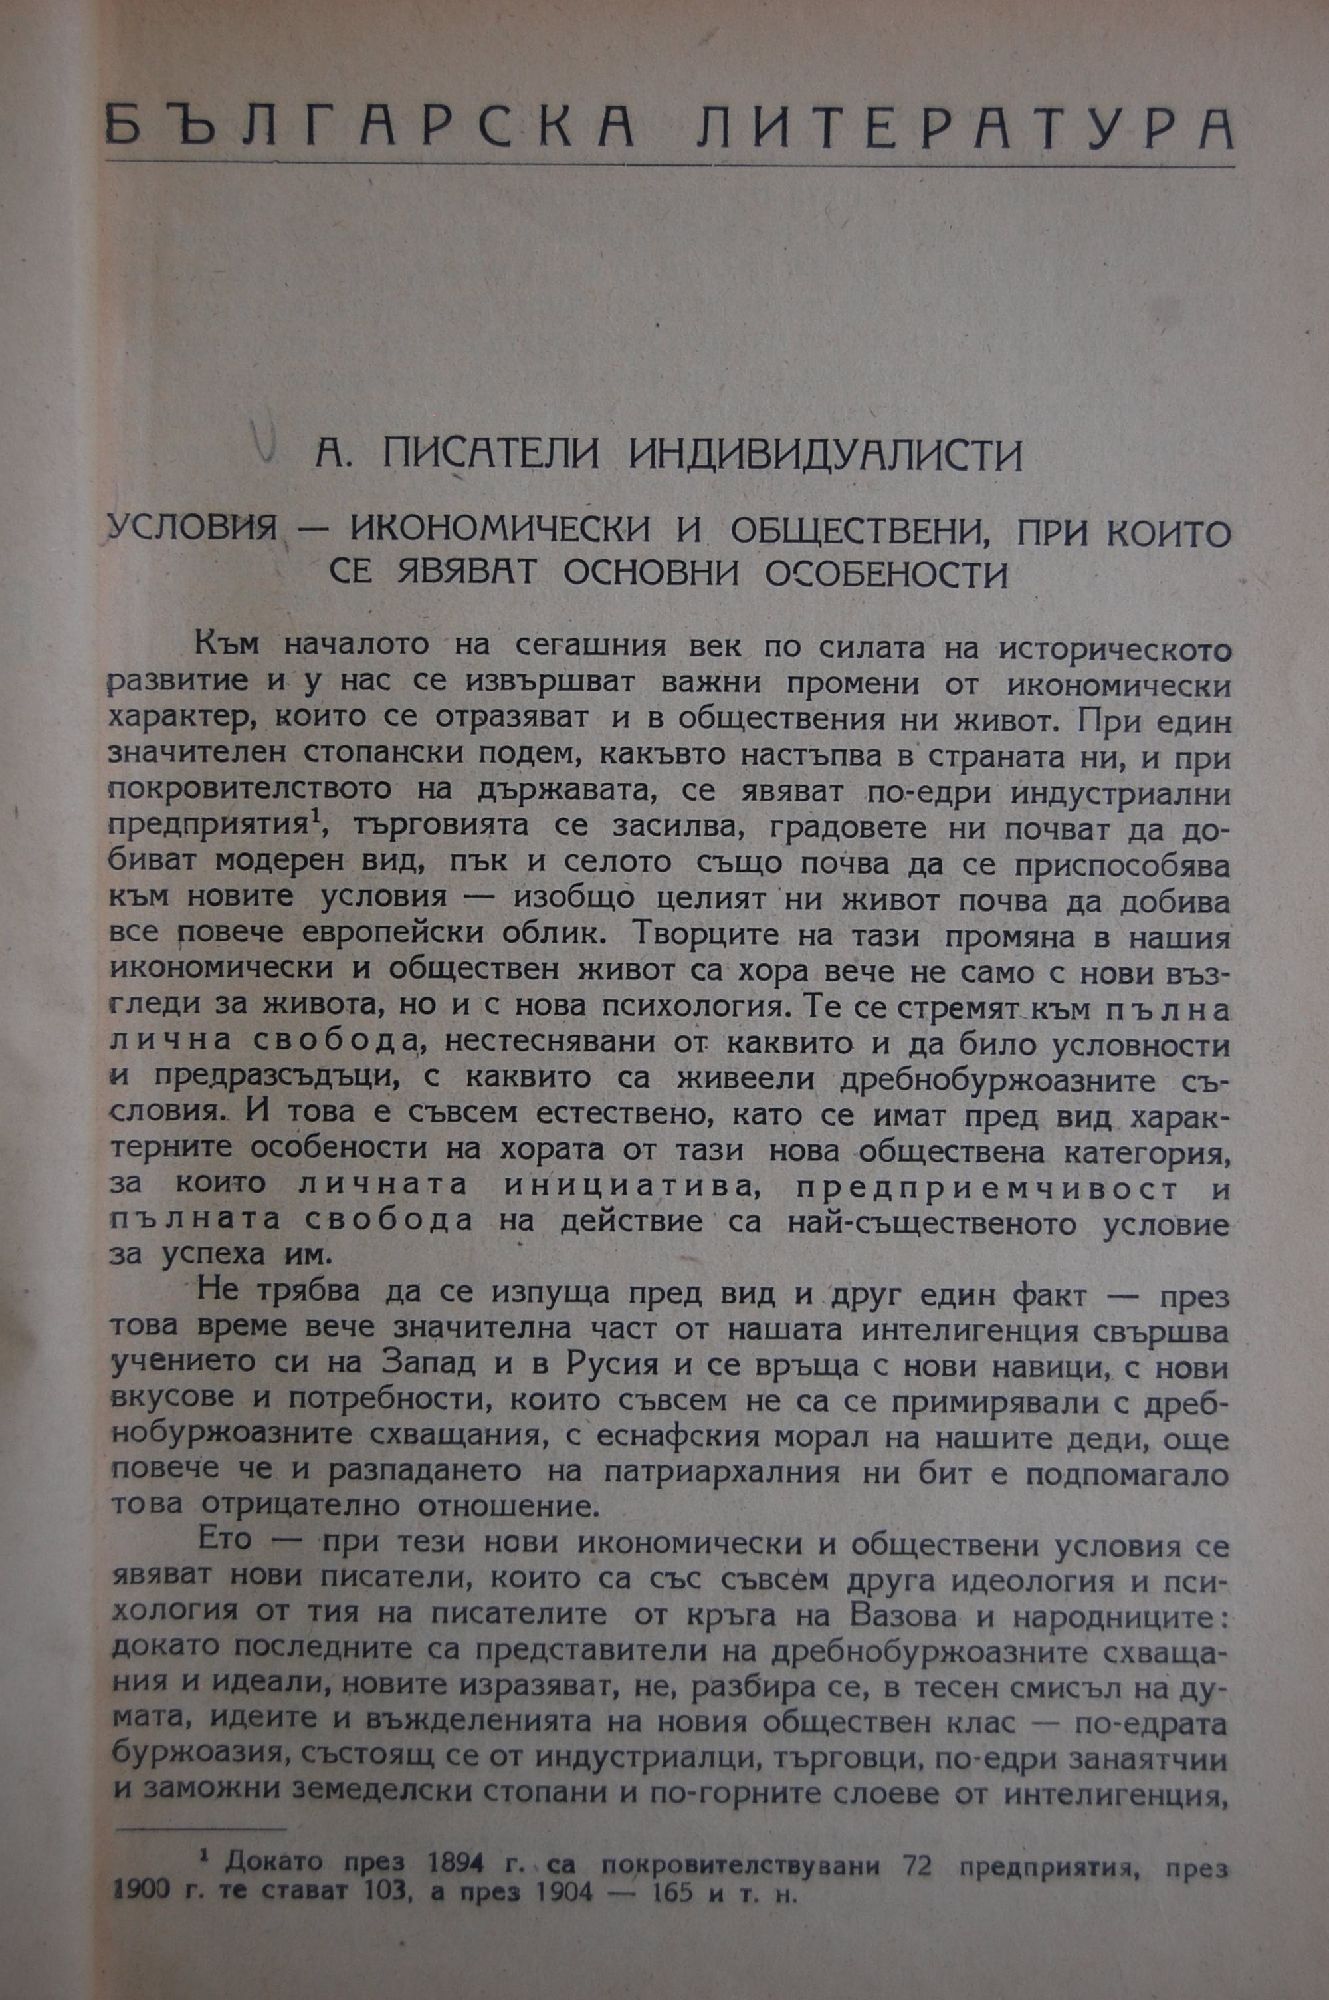 БЪЛГАРСКА ЛИТЕРАТУРА
А. ПИСАТЕЛИ ИНДИВИДУАЛИСТИ
УСЛОВИЯ — ИКОНОМИЧЕСКИ И ОБЩЕСТВЕНИ, ПРИ КОИТО
СЕ ЯВЯВАТ ОСНОВНИ ОСОБЕНОСТИ
Към началото на сегашния век по силата на историческото
развитие и у нас се извършват важни промени от икономически
характер, които се отразяват и в обществения ни живот. При един
значителен стопански подем, какъвто настъпва в страната ни, и при
покровителството на държавата, се явяват по-едри индустриални
предприятия¹, търговията се засилва, градовете ни почват да до-
биват модерен вид, пък и селото също почва да се приспособява
към новите условия — изобщо целият ни живот почва да добива
все повече европейски облик. Творците на тази промяна в нашия
икономически и обществен живот са хора вече не само с нови въз-
гледи за живота, но и с нова психология. Те се стремят към пълна
лична свобода, нестеснявани от каквито и да било условности
и предразсъдъци, с каквито са живеели дребнобуржоазните съ-
словия. И това е съвсем естествено, като се имат пред вид харак-
терните особености на хората от тази нова обществена категория,
за които личната инициатива, предприемчивост и
пълната свобода на действие са най-същественото условие
за успеха им.
Не трябва да се изпуща пред вид и друг един факт — през
това време вече значителна част от нашата интелигенция свършва
учението си на Запад и в Русия и се връща с нови навици, с нови
вкусове и потребности, които съвсем не са се примирявали с дреб-
нобуржоазните схващания, с еснафския морал на нашите деди, още
повече че и разпадането на патриархалния ни бит е подпомагало
това отрицателно отношение.
Ето — при тези нови икономически и обществени условия се
явяват нови писатели, които са със съвсем друга идеология и пси-
хология от тия на писателите от кръга на Вазова и народниците:
докато последните са представители на дребнобуржоазните схваща-
ния и идеали, новите изразяват, не, разбира се, в тесен смисъл на ду-
мата, идеите и въжделенията на новия обществен клас — по-едрата
буржоазия, състоящ се от индустриалци, търговци, по-едри занаятчии
и заможни земеделски стопани и по-горните слоеве от интелигенция,
¹ Докато през 1894 г. са покровителствувани 72 предприятия, през
1900 г. те стават 103, а през 1904 — 165 и т. н.